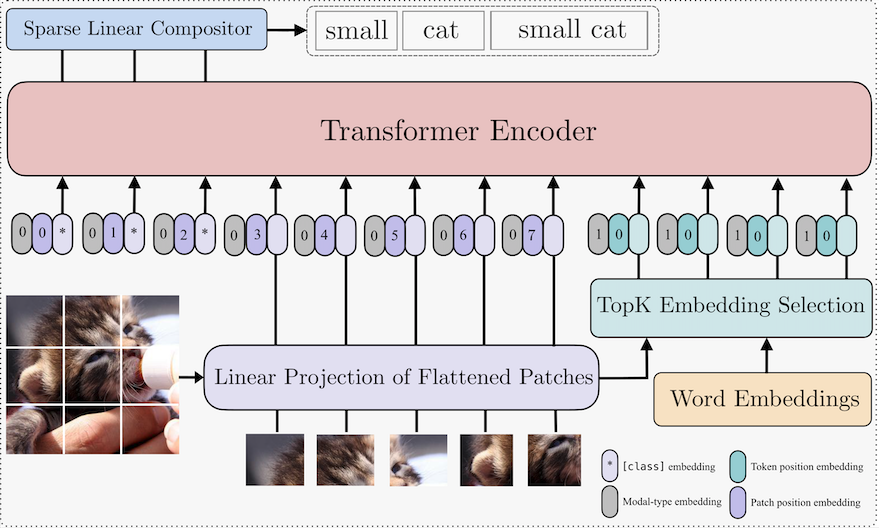 Sparse Linear Compositor
small cat small cat
Transformer Encoder
0 0 * 0 1 * 0 2 * 0 3 0 4 0 5 0 6 0 7 1 0 1 0 1 0 1 0
TopK Embedding Selection
Linear Projection of Flattened Patches
Word Embeddings
* [class] embedding Token position embedding
Modal-type embedding Patch position embedding